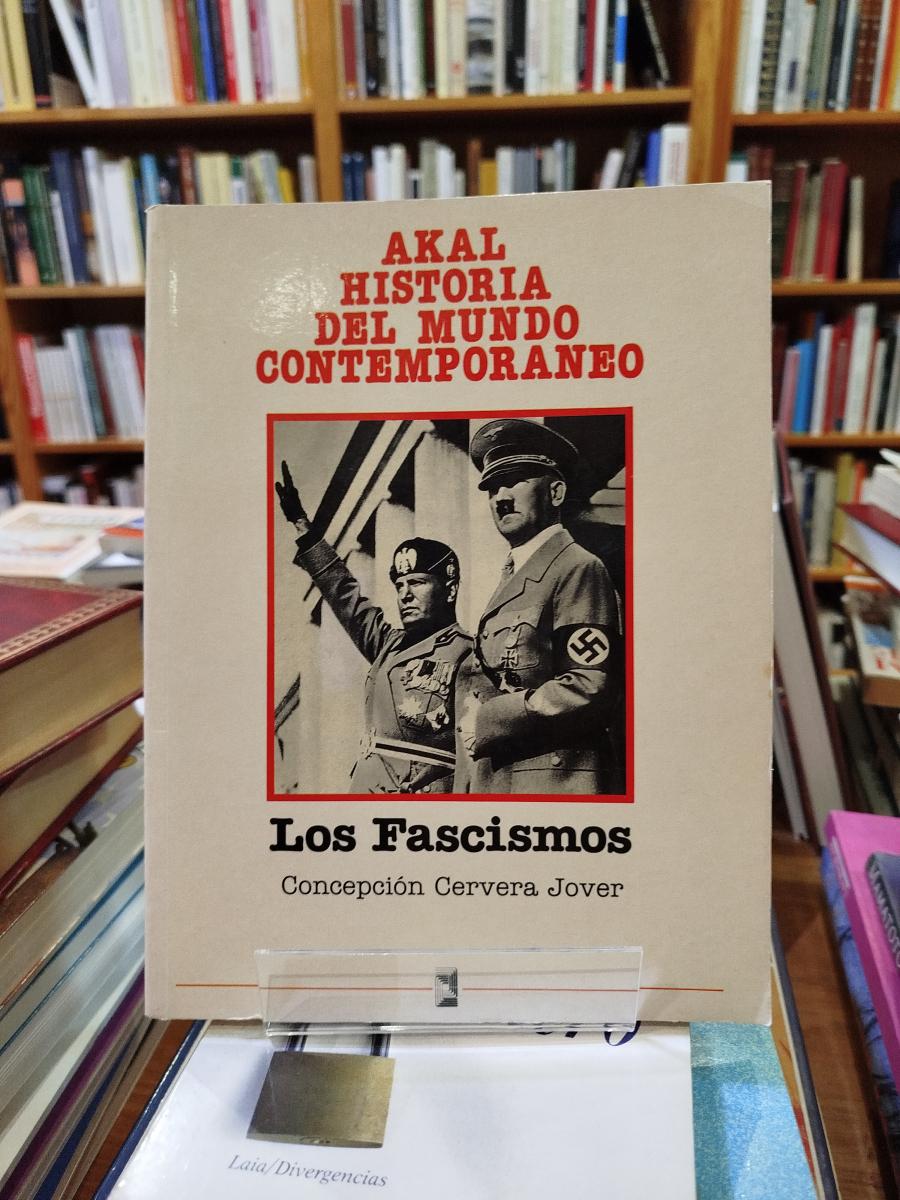 AKAL
HISTORIA
DEL MUNDO
CONTEMPORANEO
Los Fascismos
Concepción Cervera Jover
Laia/Divergencias